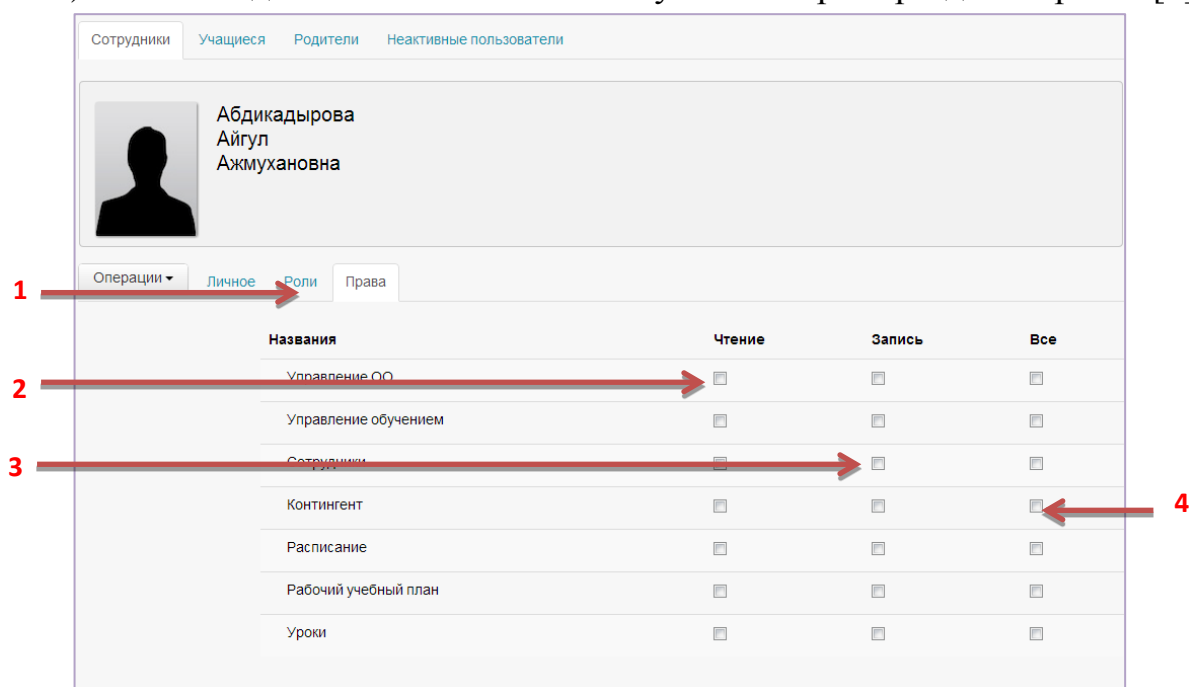 Сотрудники Учащиеся Родители Неактивные пользователи
Абдикадырова
Айгул
Ажмухановна
Операции Личное Роли Права
1
Названия Чтение Запись Все
Управление ОО
2
Управление обучением
Сотрудники
3
Контингент
4
Расписание
Рабочий учебный план
Уроки